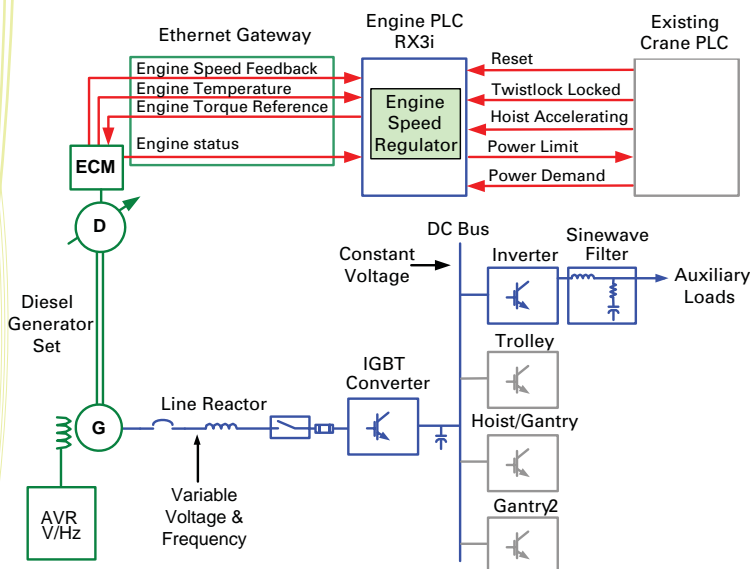 Ethernet Gateway
Engine PLC
RX3i
Existing
Crane PLC
Engine Speed Feedback
Engine Temperature
Engine Torque Reference
Engine status
Engine
Speed
Regulator
Reset
Twistlock Locked
Hoist Accelerating
Power Limit
Power Demand
ECM
D
Diesel
Generator
Set
G
AVR
V/Hz
Line Reactor
Variable
Voltage &
Frequency
IGBT
Converter
Constant
Voltage
DC Bus
Inverter
Sinewave
Filter
Auxiliary
Loads
Trolley
Hoist/Gantry
Gantry2